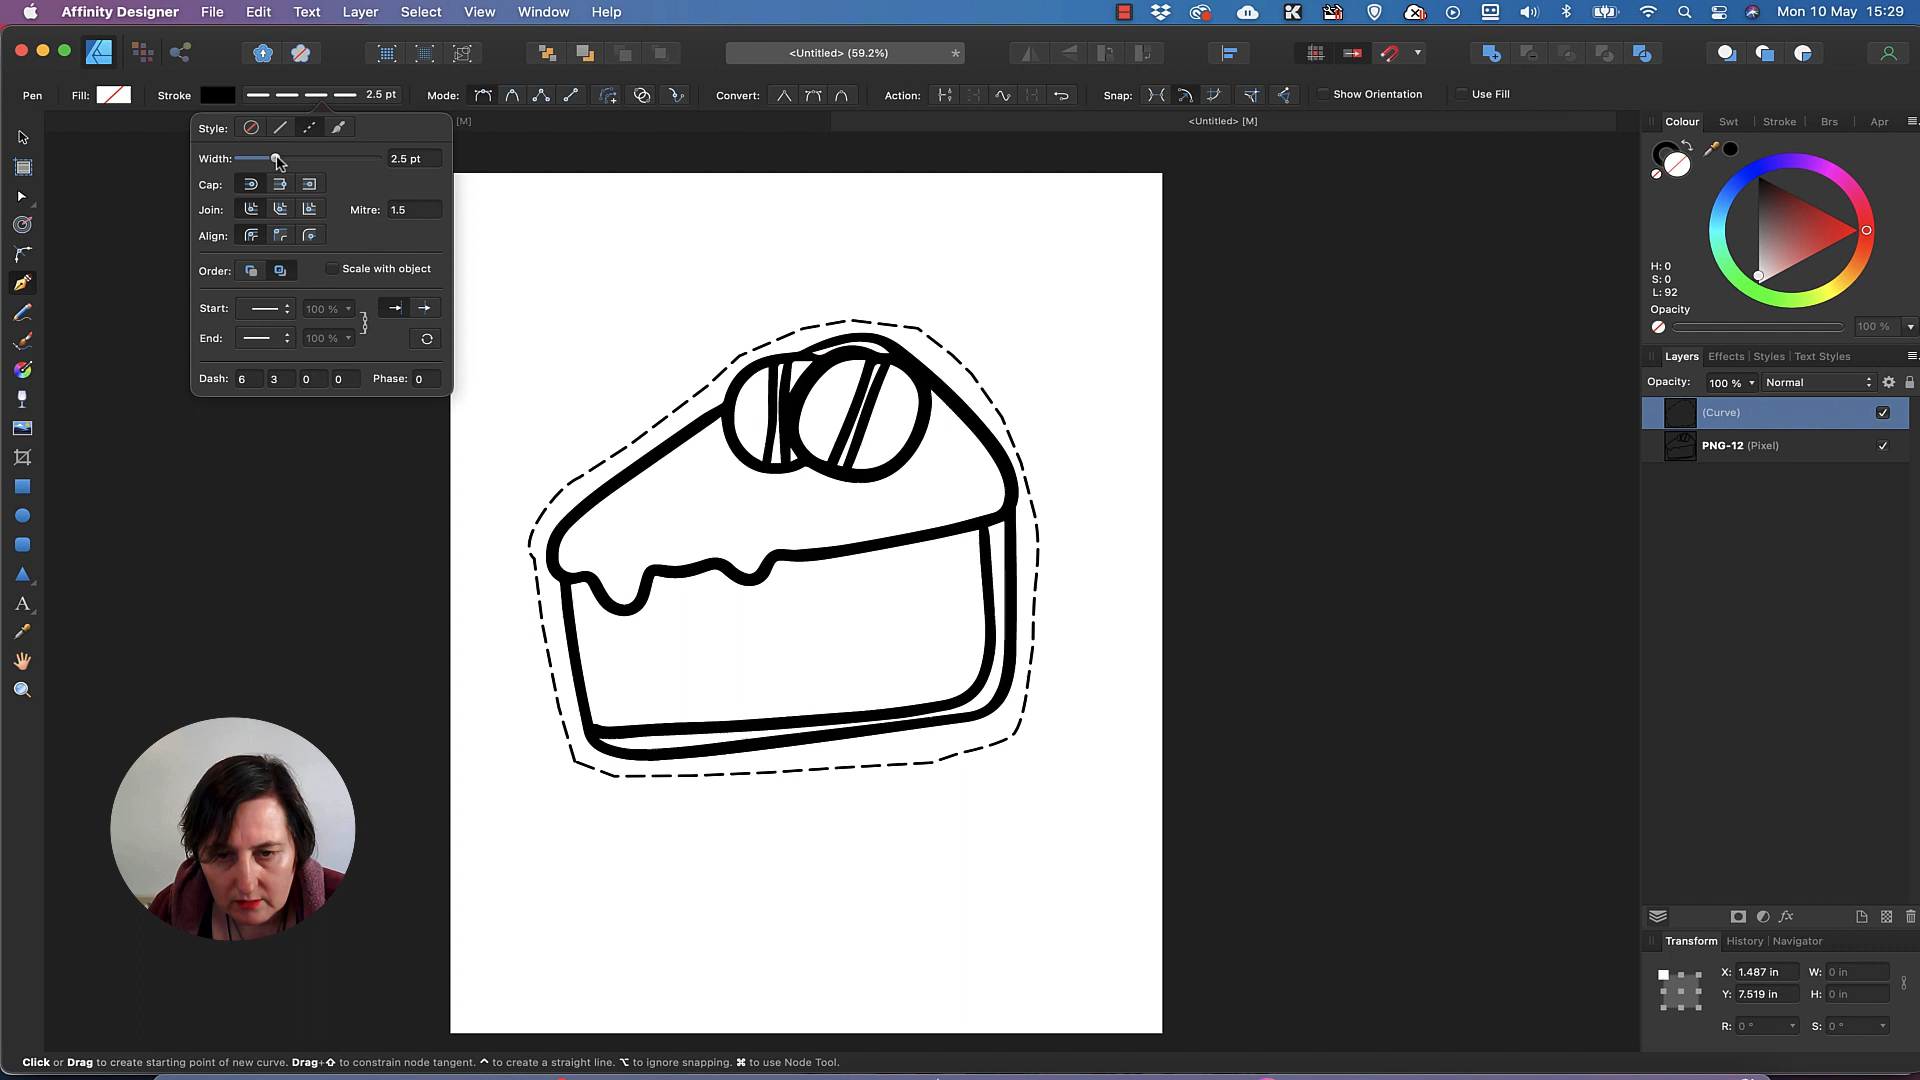 Affinity Designer File Edit Text Layer Select View Window Help Mon 10 May 15:29
<Untitled> (59.2%) *
Pen Fill: Stroke 2.5 pt Mode: Convert: Action: Snap: Show Orientation Use Fill
[M] <Untitled> [M]
Style:
Width: 2.5 pt
Cap:
Join: Mitre: 1.5
Align:
Order: Scale with object
Start: 100 %
End: 100 %
Dash: 6 3 0 0 Phase: 0
Colour Swt Stroke Brs Apr
H: 0
S: 0
L: 92
Opacity
100 %
Layers Effects Styles Text Styles
Opacity: 100 % Normal
(Curve)
PNG-12 (Pixel)
Transform History Navigator
X: 1.487 in W: 0 in
Y: 7.519 in H: 0 in
R: 0 ° S: 0 °
Click or Drag to create starting point of new curve. Drag+⇧ to constrain node tangent. ^ to create a straight line. ⌥ to ignore snapping. ⌘ to use Node Tool.